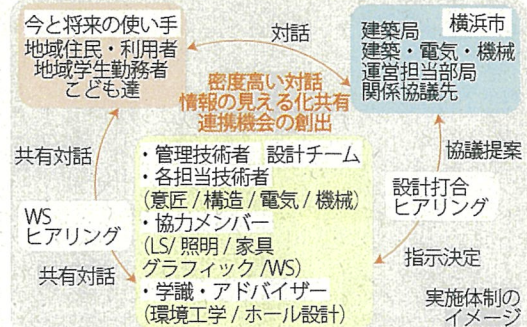 今と将来の使い手
地域住民・利用者
地域学生勤務者
こども達
対話
建築局 横浜市
建築・電気・機械
運営担当部局
関係協議先
密度高い対話
情報の見える化共有
連携機会の創出
共有対話
WS
ヒアリング
共有対話
・管理技術者 設計チーム
・各担当技術者
(意匠/構造/電気/機械)
・協力メンバー
(LS/照明/家具
グラフィック/WS)
・学識・アドバイザー
(環境工学/ホール設計)
協議提案
設計打合
ヒアリング
指示決定
実施体制の
イメージ